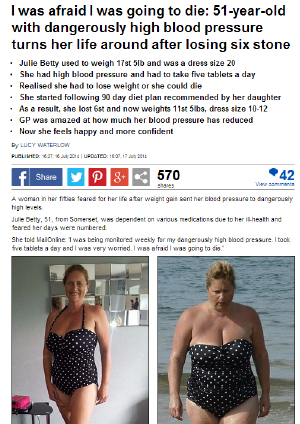 I was afraid I was going to die: 51-year-old
with dangerously high blood pressure
turns her life around after losing six stone
• Julie Betty used to weigh 17st 5lb and was a dress size 20
• She had high blood pressure and had to take five tablets a day
• Realised she had to lose weight or she could die
• She started following 90 day diet plan recommended by her daughter
• As a result, she lost 6st and now weights 11st 5lbs, dress size 10-12
• GP was amazed at how much her blood pressure has reduced
• Now she feels happy and more confident
By LUCY WATERLOW
PUBLISHED: 16:27, 16 July 2014 | UPDATED: 18:07, 17 July 2014
Share
570
shares
42
View comments
A woman in her fifties feared for her life after weight gain sent her blood pressure to dangerously
high levels.
Julie Betty, 51, from Somerset, was dependent on various medications due to her ill-health and
feared her days were numbered.
She told MailOnline: 'I was being monitored weekly for my dangerously high blood pressure. I took
five tablets a day and I was very worried. I was afraid I was going to die.'